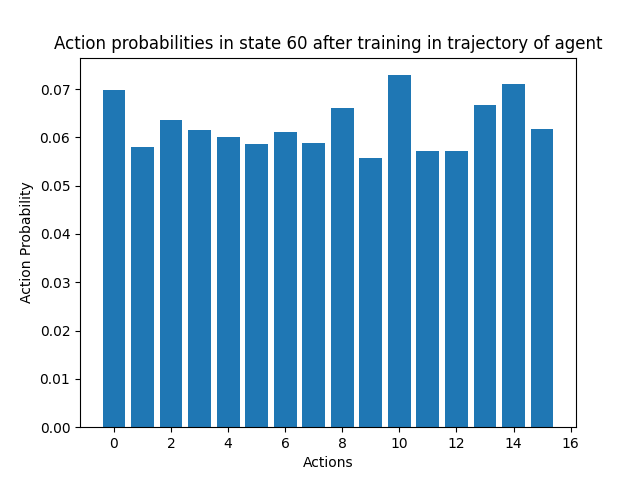 Action probabilities in state 60 after training in trajectory of agent
0.07
0.06
0.05
0.04
0.03
0.02
0.01
0.00
Action Probability
0 2 4 6 8 10 12 14 16
Actions